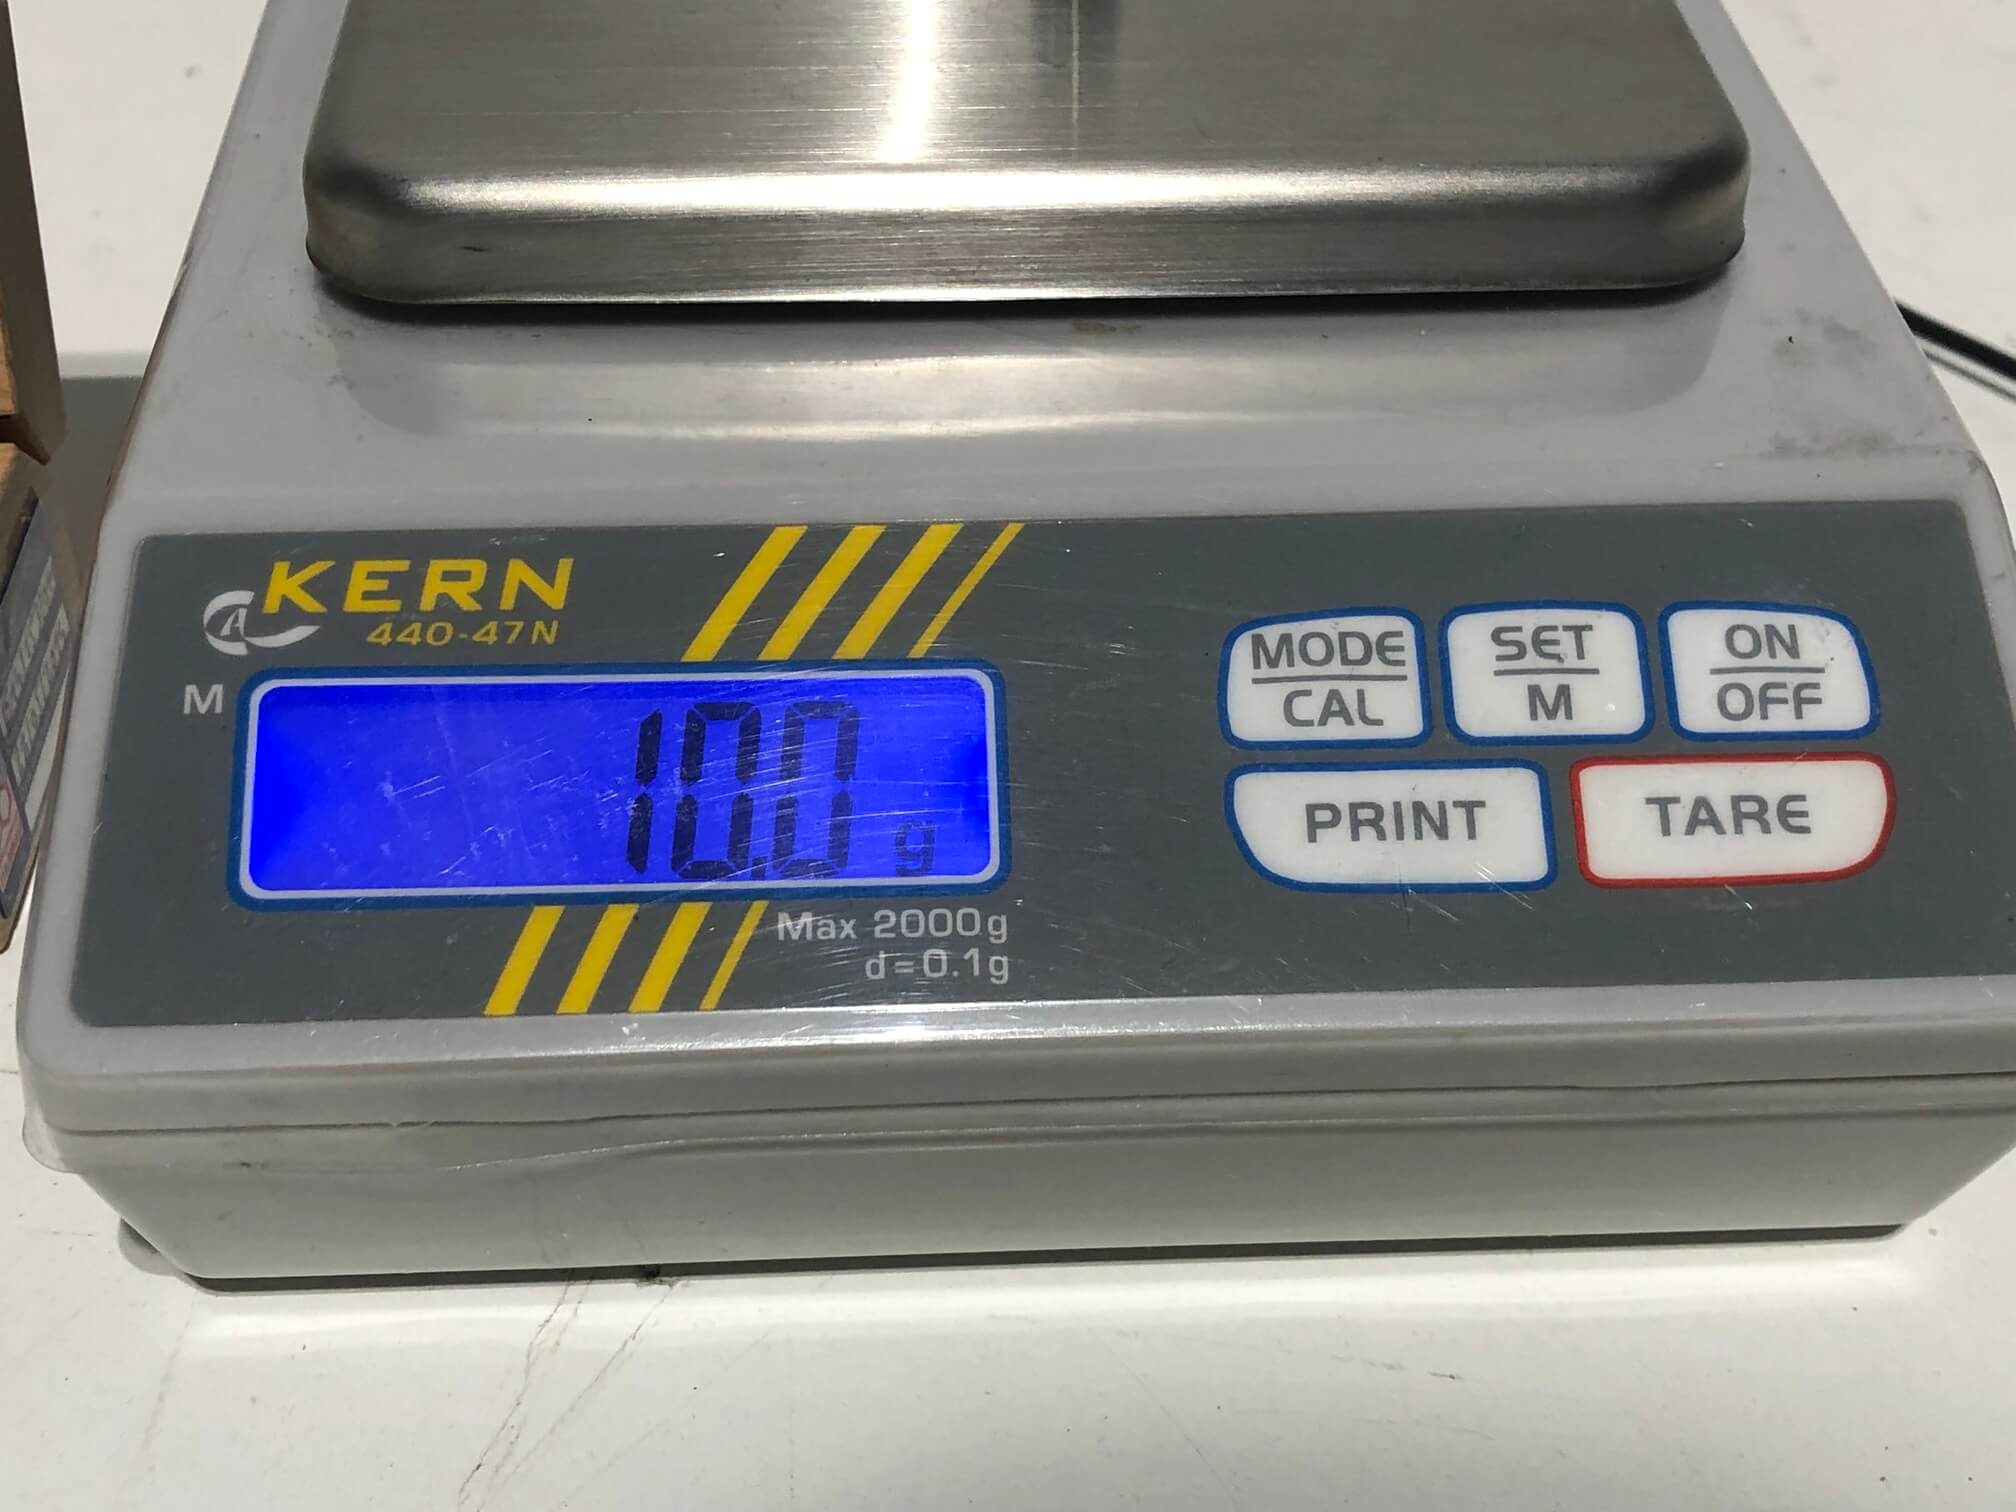 KERN
440-47N
M
10.0 g
Max 2000g
d=0.1g
MODE
CAL
SET
M
ON
OFF
PRINT
TARE